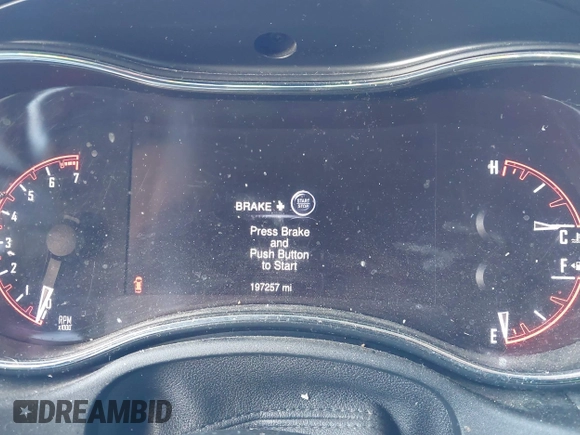 BRAKE + START STOP
Press Brake
and
Push Button
to Start
197257 mi
7
6
5
4
3
2
1
0
RPM
x1000
H
C
F
E
DREAMBID